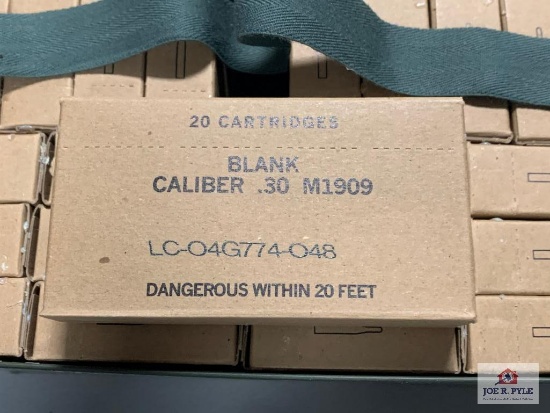 20 CARTRIDGES
BLANK
CALIBER .30 M1909
LC-04G774-048
DANGEROUS WITHIN 20 FEET
JOE R. PYLE